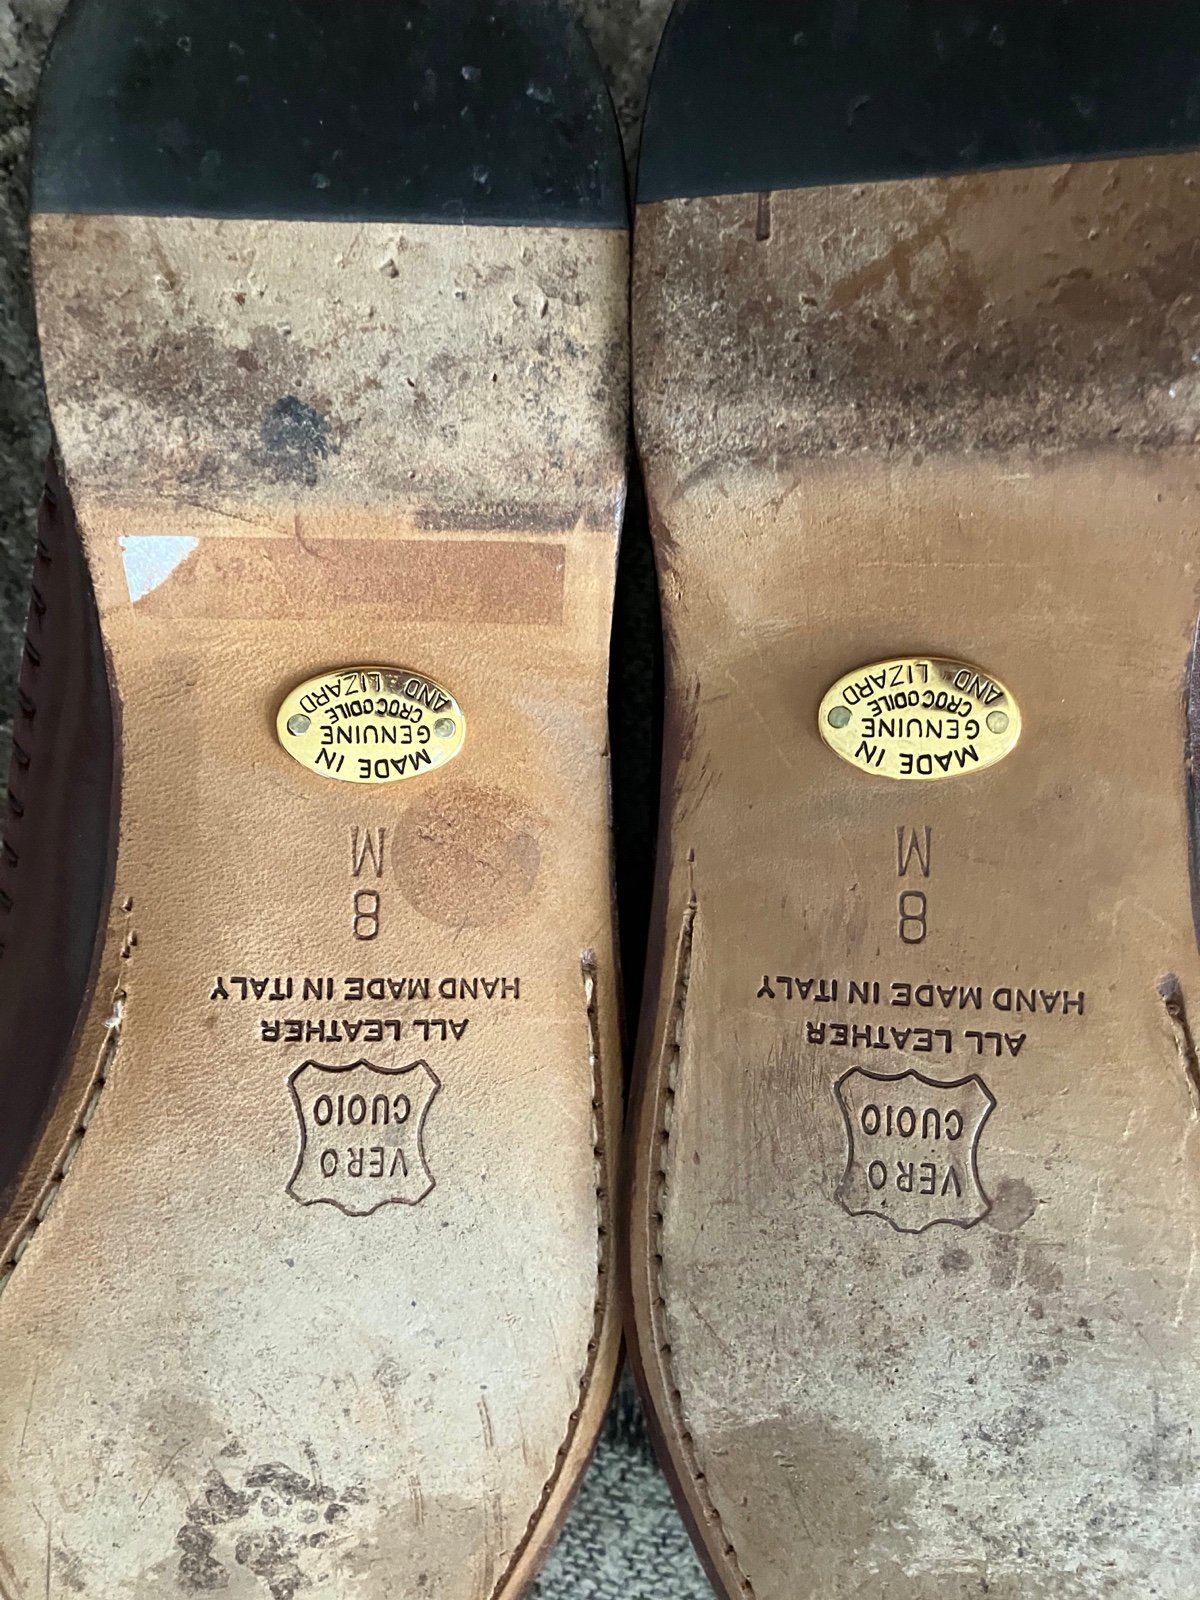 VERO
CUOIO
ALL LEATHER
HAND MADE IN ITALY
8
M
MADE IN
GENUINE
CROCODILE
AND LIZARD
VERO
CUOIO
ALL LEATHER
HAND MADE IN ITALY
8
M
MADE IN
GENUINE
CROCODILE
AND LIZARD